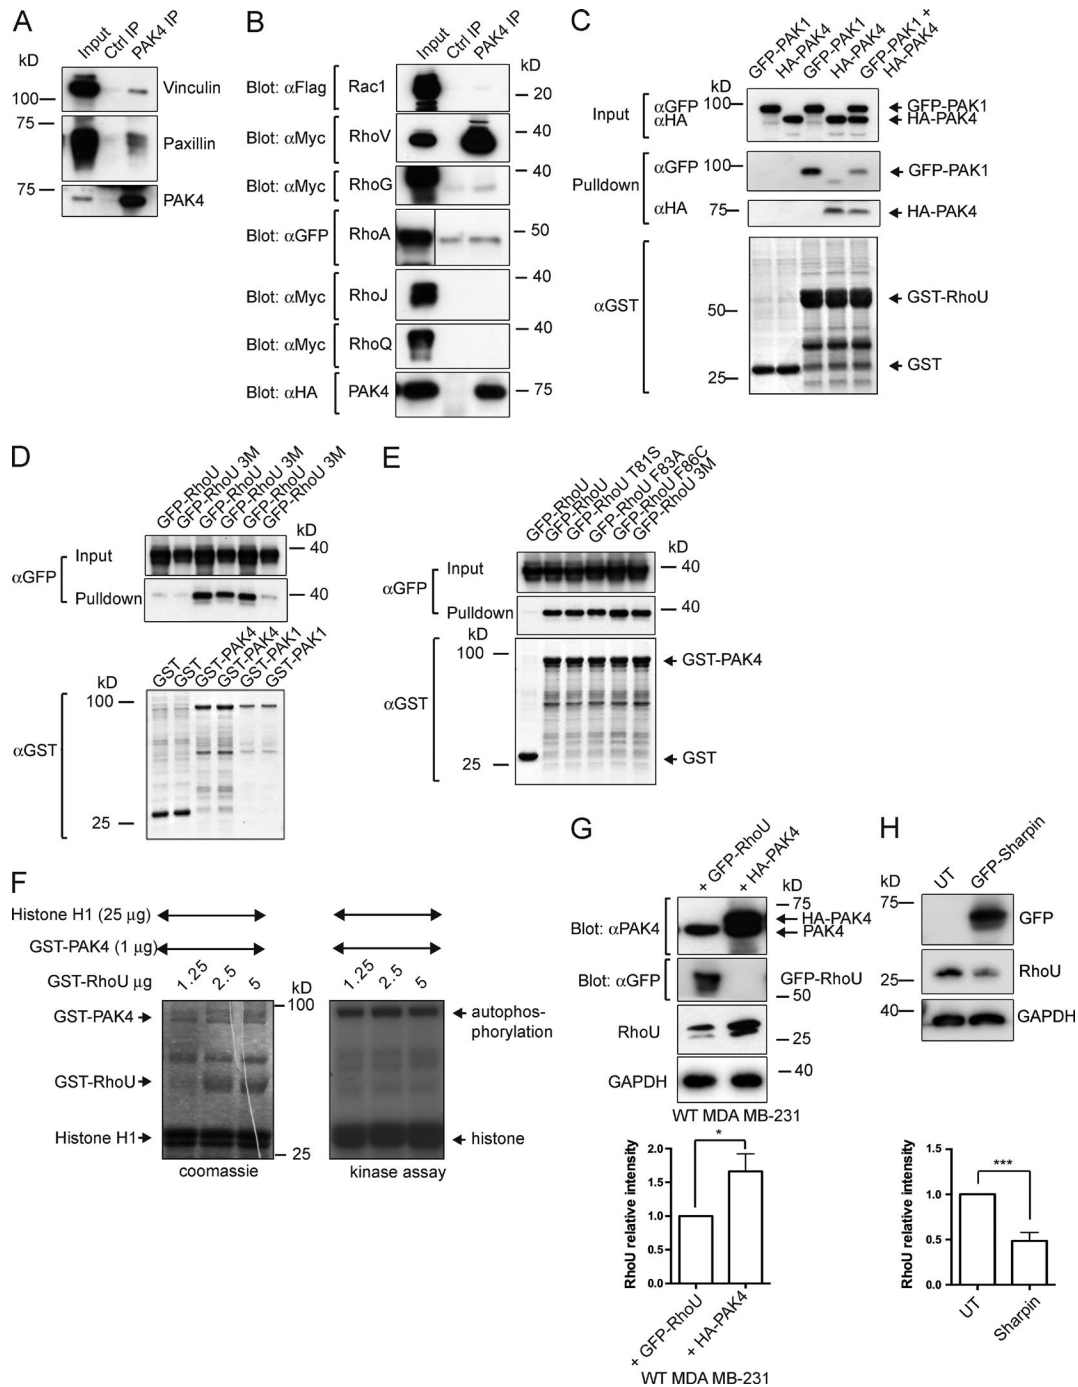 A
Input
Ctrl IP
PAK4 IP
kD
100
Vinculin
75
Paxillin
75
PAK4
B
Input
Ctrl IP
PAK4 IP
kD
Blot: αFlag
Rac1
20
Blot: αMyc
RhoV
40
Blot: αMyc
RhoG
40
Blot: αGFP
RhoA
50
Blot: αMyc
RhoJ
40
Blot: αMyc
RhoQ
40
Blot: αHA
PAK4
75
C
GFP-PAK1
HA-PAK4
GFP-PAK1
HA-PAK4
GFP-PAK1 +
HA-PAK4
kD
Input
αGFP
αHA
100
GFP-PAK1
HA-PAK4
Pulldown
αGFP
100
GFP-PAK1
αHA
75
HA-PAK4
αGST
50
GST-RhoU
25
GST
D
GFP-RhoU
GFP-RhoU 3M
GFP-RhoU
GFP-RhoU 3M
GFP-RhoU
GFP-RhoU 3M
kD
αGFP
Input
40
Pulldown
40
GST
GST
GST-PAK4
GST-PAK4
GST-PAK1
GST-PAK1
kD
100
αGST
25
E
GFP-RhoU
GFP-RhoU
GFP-RhoU T81S
GFP-RhoU F83A
GFP-RhoU F86C
GFP-RhoU 3M
kD
αGFP
Input
40
Pulldown
40
kD
100
GST-PAK4
αGST
25
GST
F
Histone H1 (25 μg)
GST-PAK4 (1 μg)
GST-RhoU μg
1.25
2.5
5
kD
1.25
2.5
5
100
GST-PAK4
autophos-
phorylation
GST-RhoU
Histone H1
histone
25
coomassie
kinase assay
G
+ GFP-RhoU
+ HA-PAK4
kD
75
Blot: αPAK4
HA-PAK4
PAK4
Blot: αGFP
GFP-RhoU
50
RhoU
25
GAPDH
40
WT MDA MB-231
RhoU relative intensity
2.0
1.5
1.0
0.5
0.0
*
+ GFP-RhoU
+ HA-PAK4
WT MDA MB-231
H
UT
GFP-Sharpin
kD
75
GFP
RhoU
25
GAPDH
40
RhoU relative intensity
1.5
1.0
0.5
0.0
***
UT
Sharpin